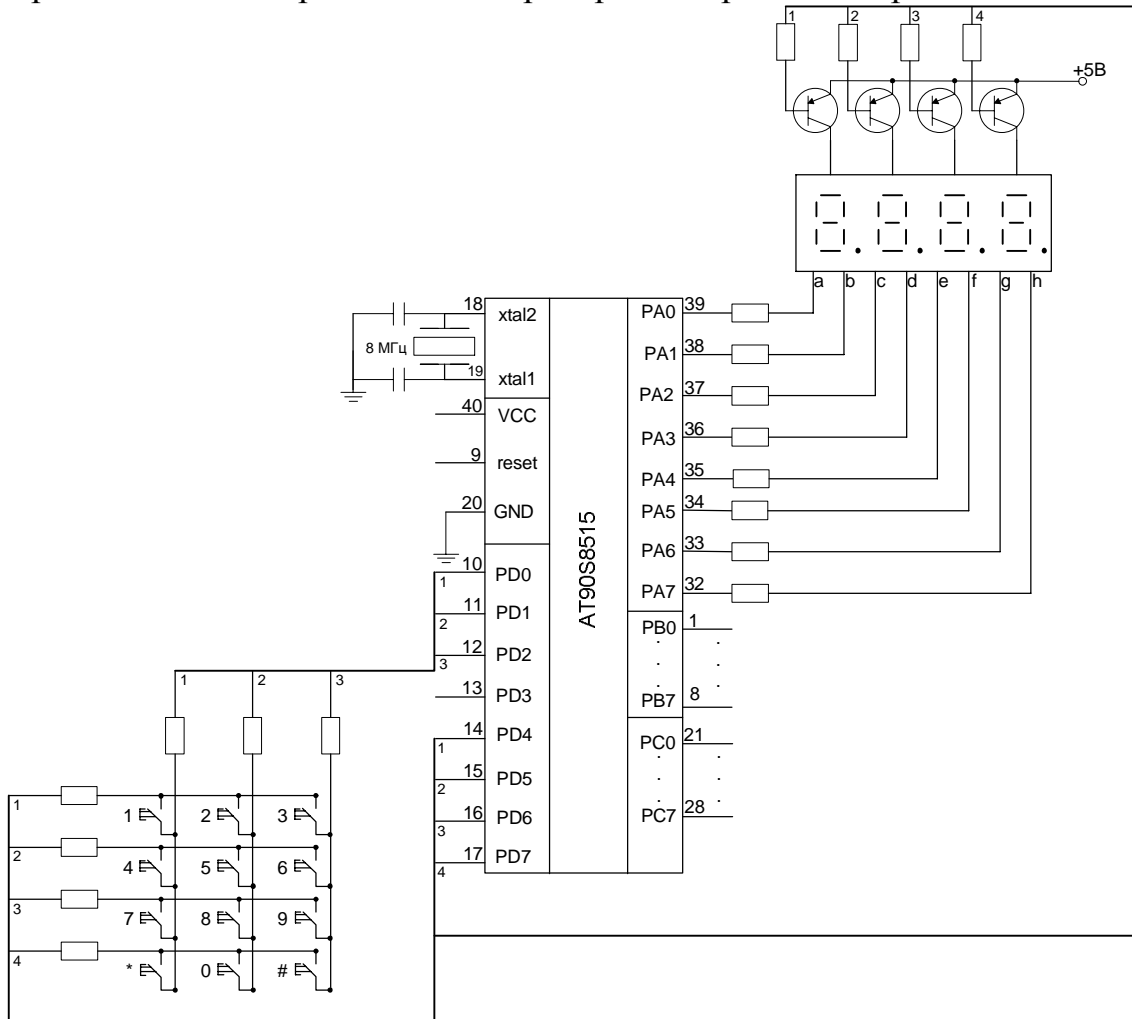 1 2 3 4
+5В
a b c d e f g h
18 xtal2
8 МГц
19 xtal1
40 VCC
9 reset
20 GND
10 PD0
1
11 PD1
2
12 PD2
3
13 PD3
14 PD4
1
15 PD5
2
16 PD6
3
17 PD7
4
AT90S8515
PA0 39
PA1 38
PA2 37
PA3 36
PA4 35
PA5 34
PA6 33
PA7 32
PB0 1
PB7 8
PC0 21
PC7 28
1 2 3
1
1 2 3
2
4 5 6
3
7 8 9
4
* 0 #